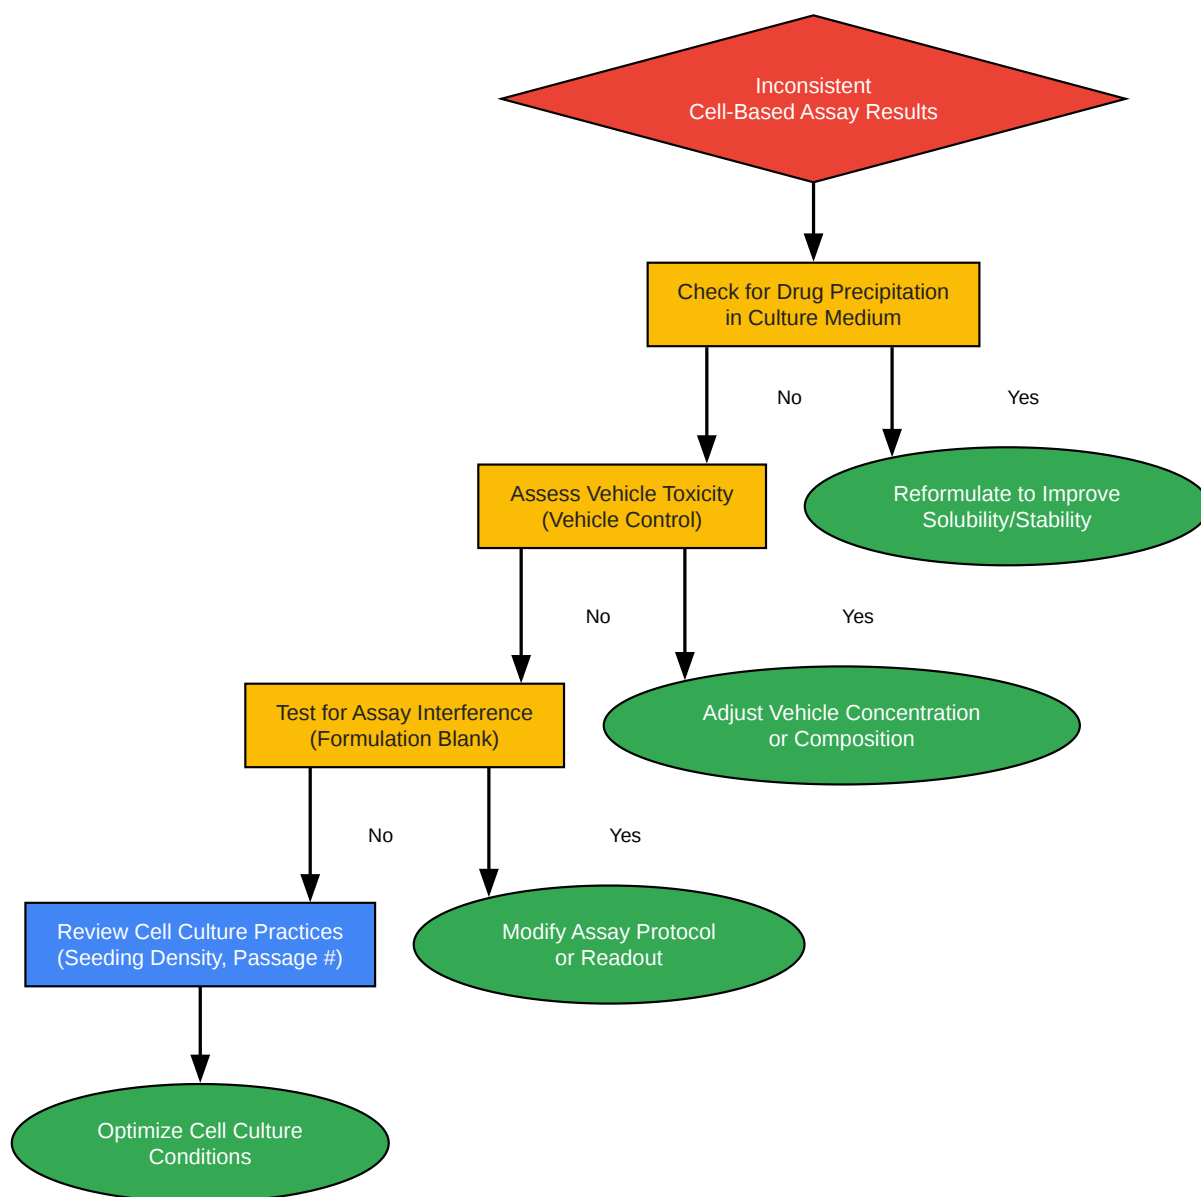 Inconsistent
Cell-Based Assay Results
Check for Drug Precipitation
in Culture Medium
No
Yes
Assess Vehicle Toxicity
(Vehicle Control)
Reformulate to Improve
Solubility/Stability
No
Yes
Test for Assay Interference
(Formulation Blank)
Adjust Vehicle Concentration
or Composition
No
Yes
Review Cell Culture Practices
(Seeding Density, Passage #)
Modify Assay Protocol
or Readout
Optimize Cell Culture
Conditions